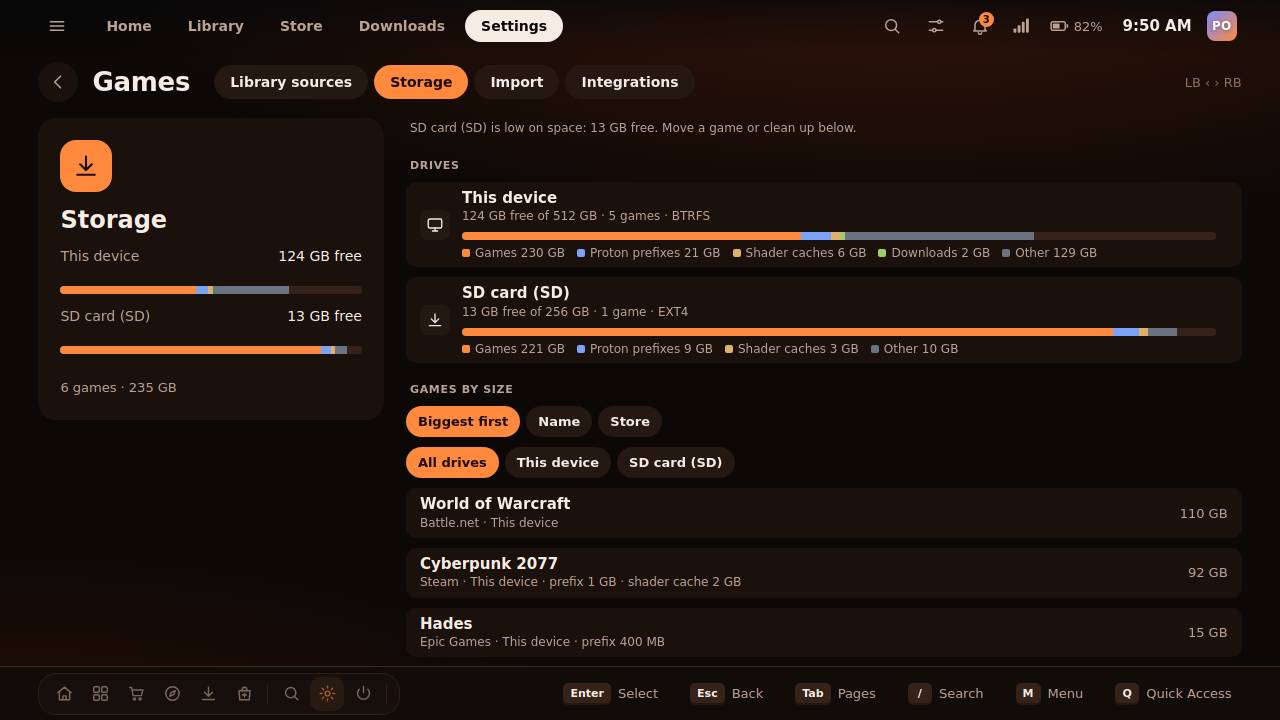 Home Library Store Downloads Settings 3 82% 9:50 AM PO
Games Library sources Storage Import Integrations LB ‹ › RB
Storage
This device 124 GB free
SD card (SD) 13 GB free
6 games · 235 GB
SD card (SD) is low on space: 13 GB free. Move a game or clean up below.
DRIVES
This device
124 GB free of 512 GB · 5 games · BTRFS
Games 230 GB Proton prefixes 21 GB Shader caches 6 GB Downloads 2 GB Other 129 GB
SD card (SD)
13 GB free of 256 GB · 1 game · EXT4
Games 221 GB Proton prefixes 9 GB Shader caches 3 GB Other 10 GB
GAMES BY SIZE
Biggest first Name Store
All drives This device SD card (SD)
World of Warcraft
Battle.net · This device
110 GB
Cyberpunk 2077
Steam · This device · prefix 1 GB · shader cache 2 GB
92 GB
Hades
Epic Games · This device · prefix 400 MB
15 GB
Enter Select Esc Back Tab Pages / Search M Menu Q Quick Access